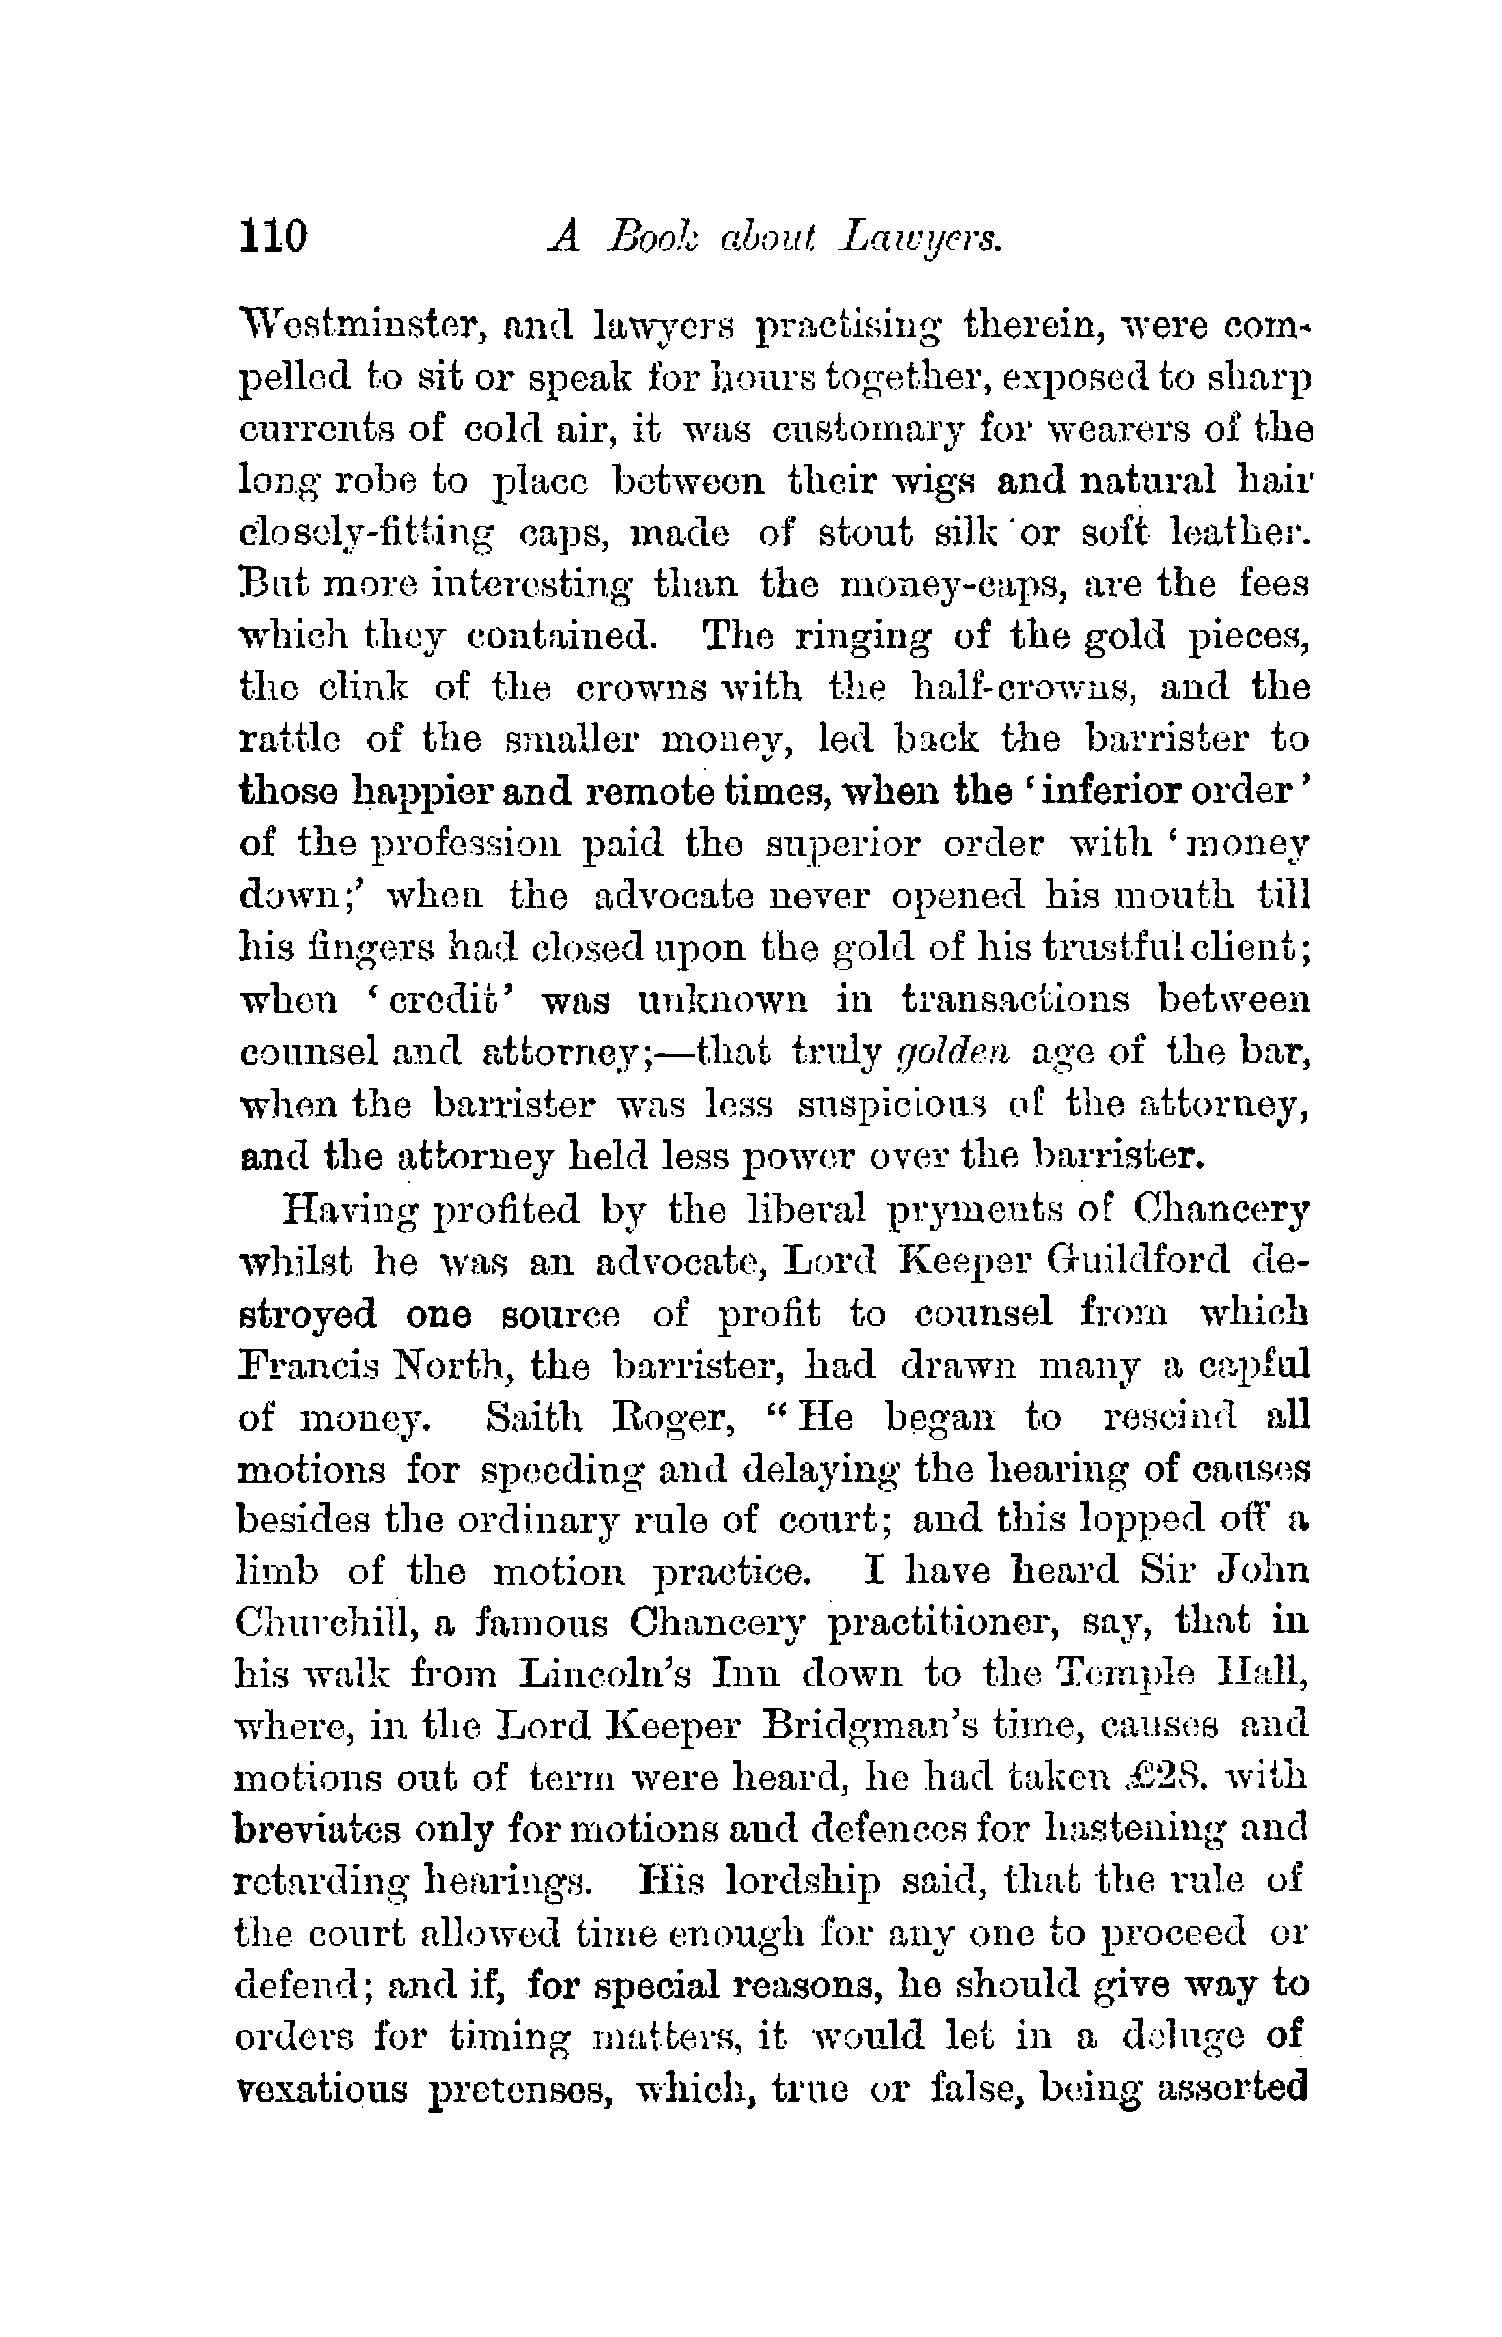 110 A Book about Lawyers.
Westminster, and lawyers practising therein, were com-
pelled to sit or speak for hours together, exposed to sharp
currents of cold air, it was customary for wearers of the
long robe to place between their wigs and natural hair
closely-fitting caps, made of stout silk or soft leather.
But more interesting than the money-caps, are the fees
which they contained. The ringing of the gold pieces,
the clink of the crowns with the half-crowns, and the
rattle of the smaller money, led back the barrister to
those happier and remote times, when the ‘inferior order’
of the profession paid the superior order with ‘money
down;’ when the advocate never opened his mouth till
his fingers had closed upon the gold of his trustful client;
when ‘credit’ was unknown in transactions between
counsel and attorney;—that truly golden age of the bar,
when the barrister was less suspicious of the attorney,
and the attorney held less power over the barrister.
Having profited by the liberal pryments of Chancery
whilst he was an advocate, Lord Keeper Guildford de-
stroyed one source of profit to counsel from which
Francis North, the barrister, had drawn many a capful
of money. Saith Roger, “He began to rescind all
motions for speeding and delaying the hearing of causes
besides the ordinary rule of court; and this lopped off a
limb of the motion practice. I have heard Sir John
Churchill, a famous Chancery practitioner, say, that in
his walk from Lincoln’s Inn down to the Temple Hall,
where, in the Lord Keeper Bridgman’s time, causes and
motions out of term were heard, he had taken £28. with
breviates only for motions and defences for hastening and
retarding hearings. His lordship said, that the rule of
the court allowed time enough for any one to proceed or
defend; and if, for special reasons, he should give way to
orders for timing matters, it would let in a deluge of
vexatious pretenses, which, true or false, being asserted